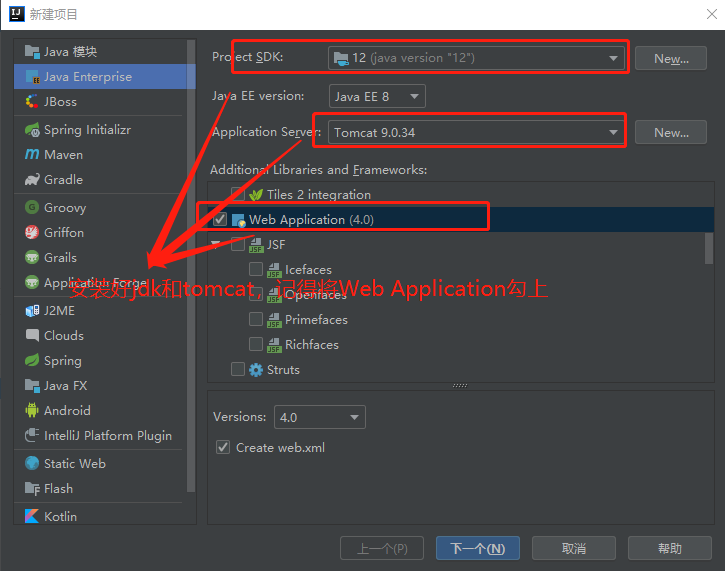 新建项目
Java 模块
Java Enterprise
JBoss
Spring Initializr
Maven
Gradle
Groovy
Griffon
Grails
Application Forge
J2ME
Clouds
Spring
Java FX
Android
IntelliJ Platform Plugin
Static Web
Flash
Kotlin
Project SDK:
12 (java version "12")
New...
Java EE version:
Java EE 8
Application Server:
Tomcat 9.0.34
New...
Additional Libraries and Frameworks:
Tiles 2 integration
Web Application (4.0)
JSF
Icefaces
Openfaces
Primefaces
Richfaces
Struts
安装好jdk和tomcat，记得将Web Application勾上
Versions:
4.0
Create web.xml
上一个(P)
下一个(N)
取消
帮助